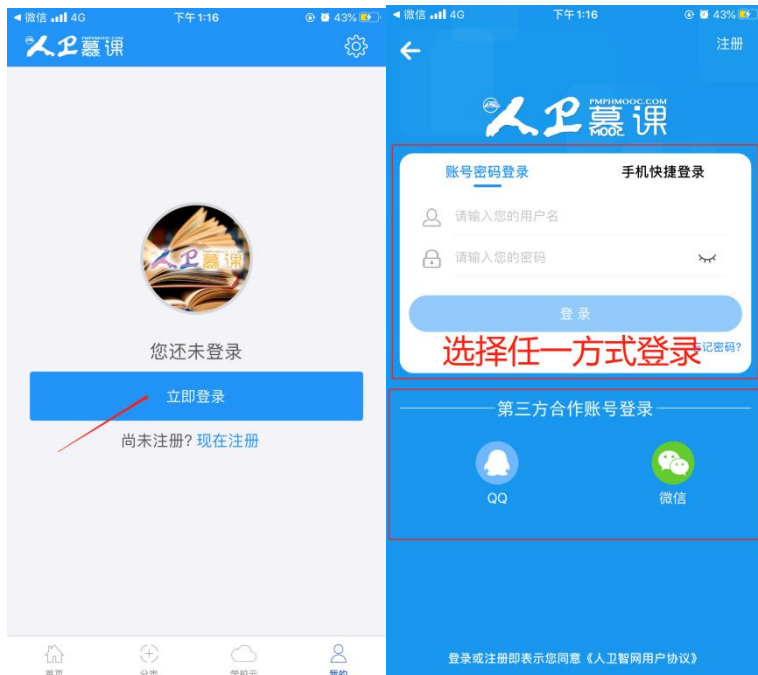 微信 4G 下午1:16 43%
人卫慕课
您还未登录
立即登录
尚未注册? 现在注册
我的
微信 4G 下午1:16 43%
注册
人卫慕课
PMPHMOOC.COM
MOOC
账号密码登录 手机快捷登录
请输入您的用户名
请输入您的密码
登录
选择任一方式登录
记密码?
第三方合作账号登录
QQ 微信
登录或注册即表示您同意《人卫智网用户协议》